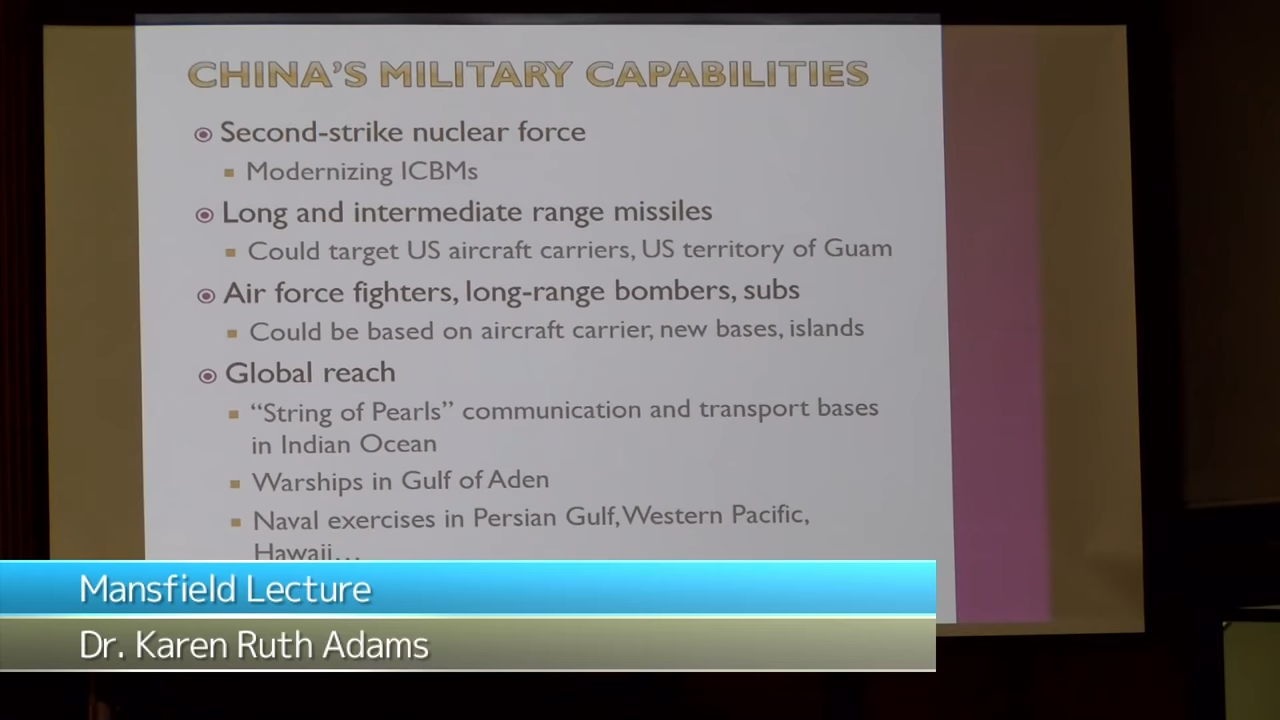 CHINA'S MILITARY CAPABILITIES
Second-strike nuclear force
Modernizing ICBMs
Long and intermediate range missiles
Could target US aircraft carriers, US territory of Guam
Air force fighters, long-range bombers, subs
Could be based on aircraft carrier, new bases, islands
Global reach
“String of Pearls” communication and transport bases
in Indian Ocean
Warships in Gulf of Aden
Naval exercises in Persian Gulf, Western Pacific,
Hawaii…
Mansfield Lecture
Dr. Karen Ruth Adams